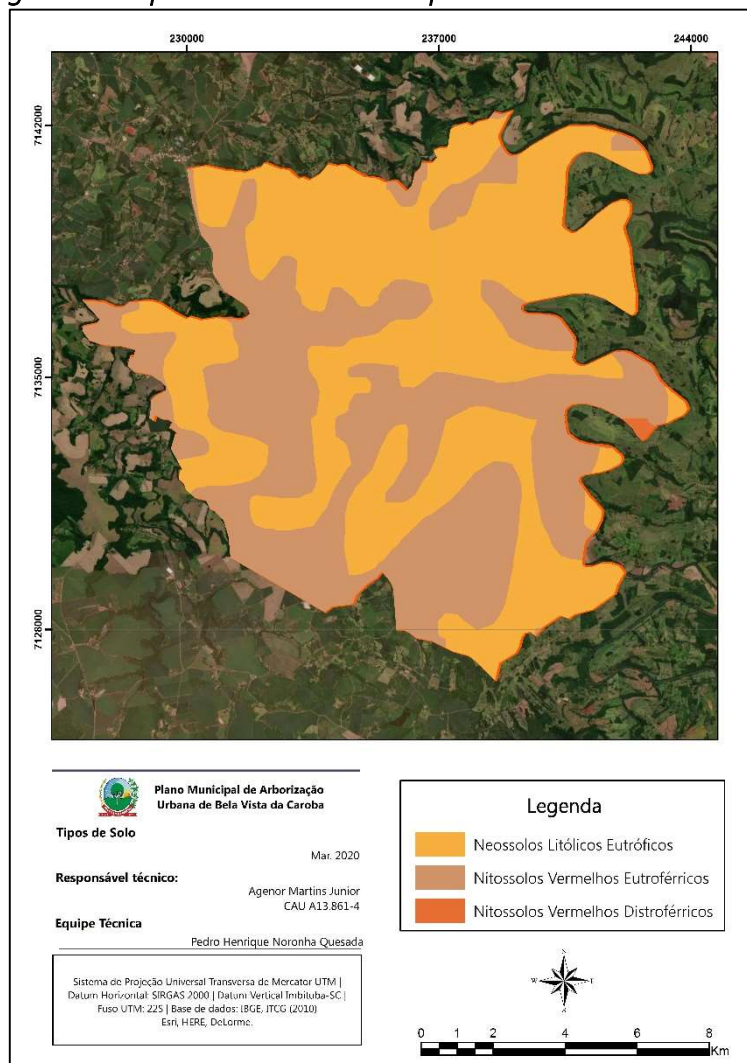 230000 237000 244000
7142000
7135000
7128000
Plano Municipal de Arborização
Urbana de Bela Vista da Caroba
Tipos de Solo
Mar. 2020
Responsável técnico:
Agenor Martins Junior
CAU A13.861-4
Equipe Técnica
Pedro Henrique Noronha Quesada
Sistema de Projeção Universal Transversa de Mercator UTM |
Datum Horizontal: SIRGAS 2000 | Datum Vertical Imbituba-SC |
Fuso UTM: 22S | Base de dados: IBGE, ITCG (2010)
Esri, HERE, DeLorme.
Legenda
Neossolos Litólicos Eutróficos
Nitossolos Vermelhos Eutroférricos
Nitossolos Vermelhos Distroférricos
N
W
S
0 1 2 4 6 8
Km